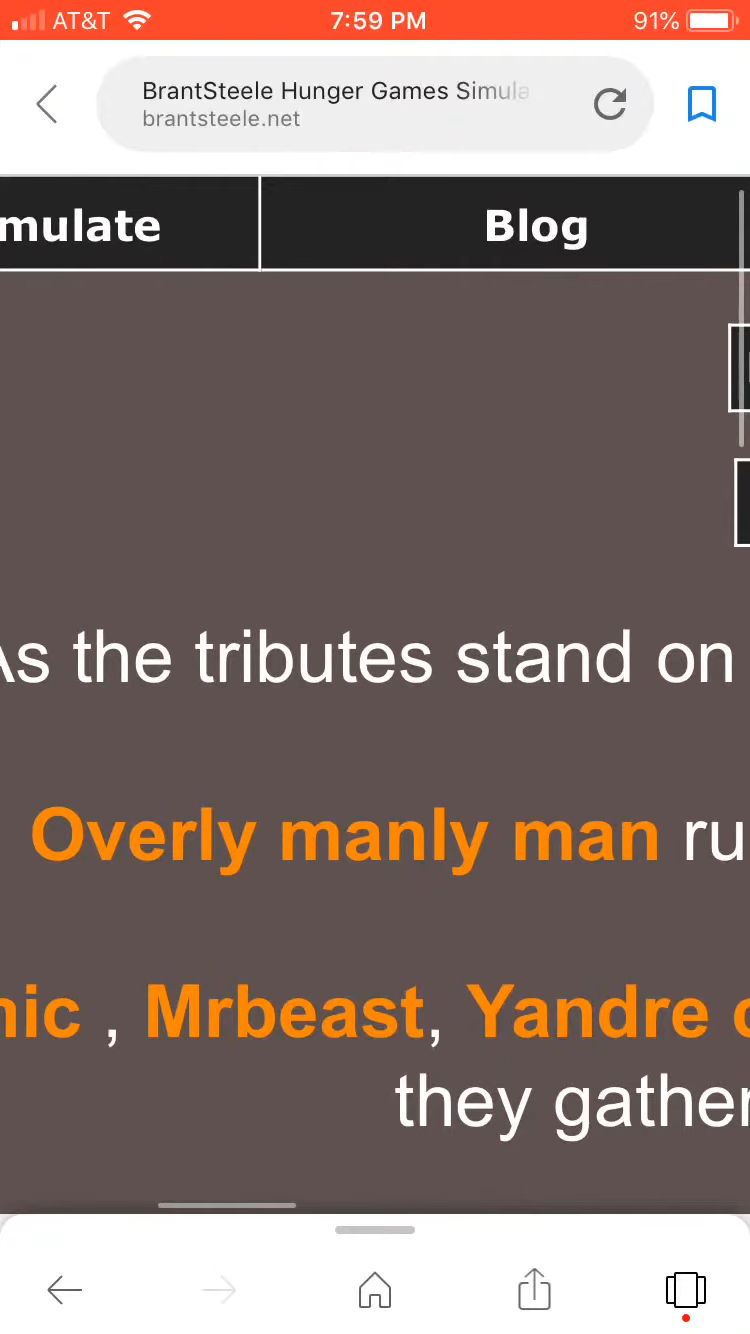 AT&T 7:59 PM 91%
BrantSteele Hunger Games Simula
brantsteele.net
mulate Blog
As the tributes stand on
Overly manly man ru
nic , Mrbeast, Yandre
they gather